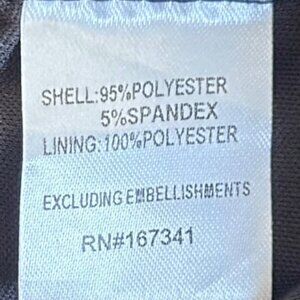 SHELL:95%POLYESTER
5%SPANDEX
LINING:100%POLYESTER
EXCLUDING EMBELLISHMENTS
RN#167341